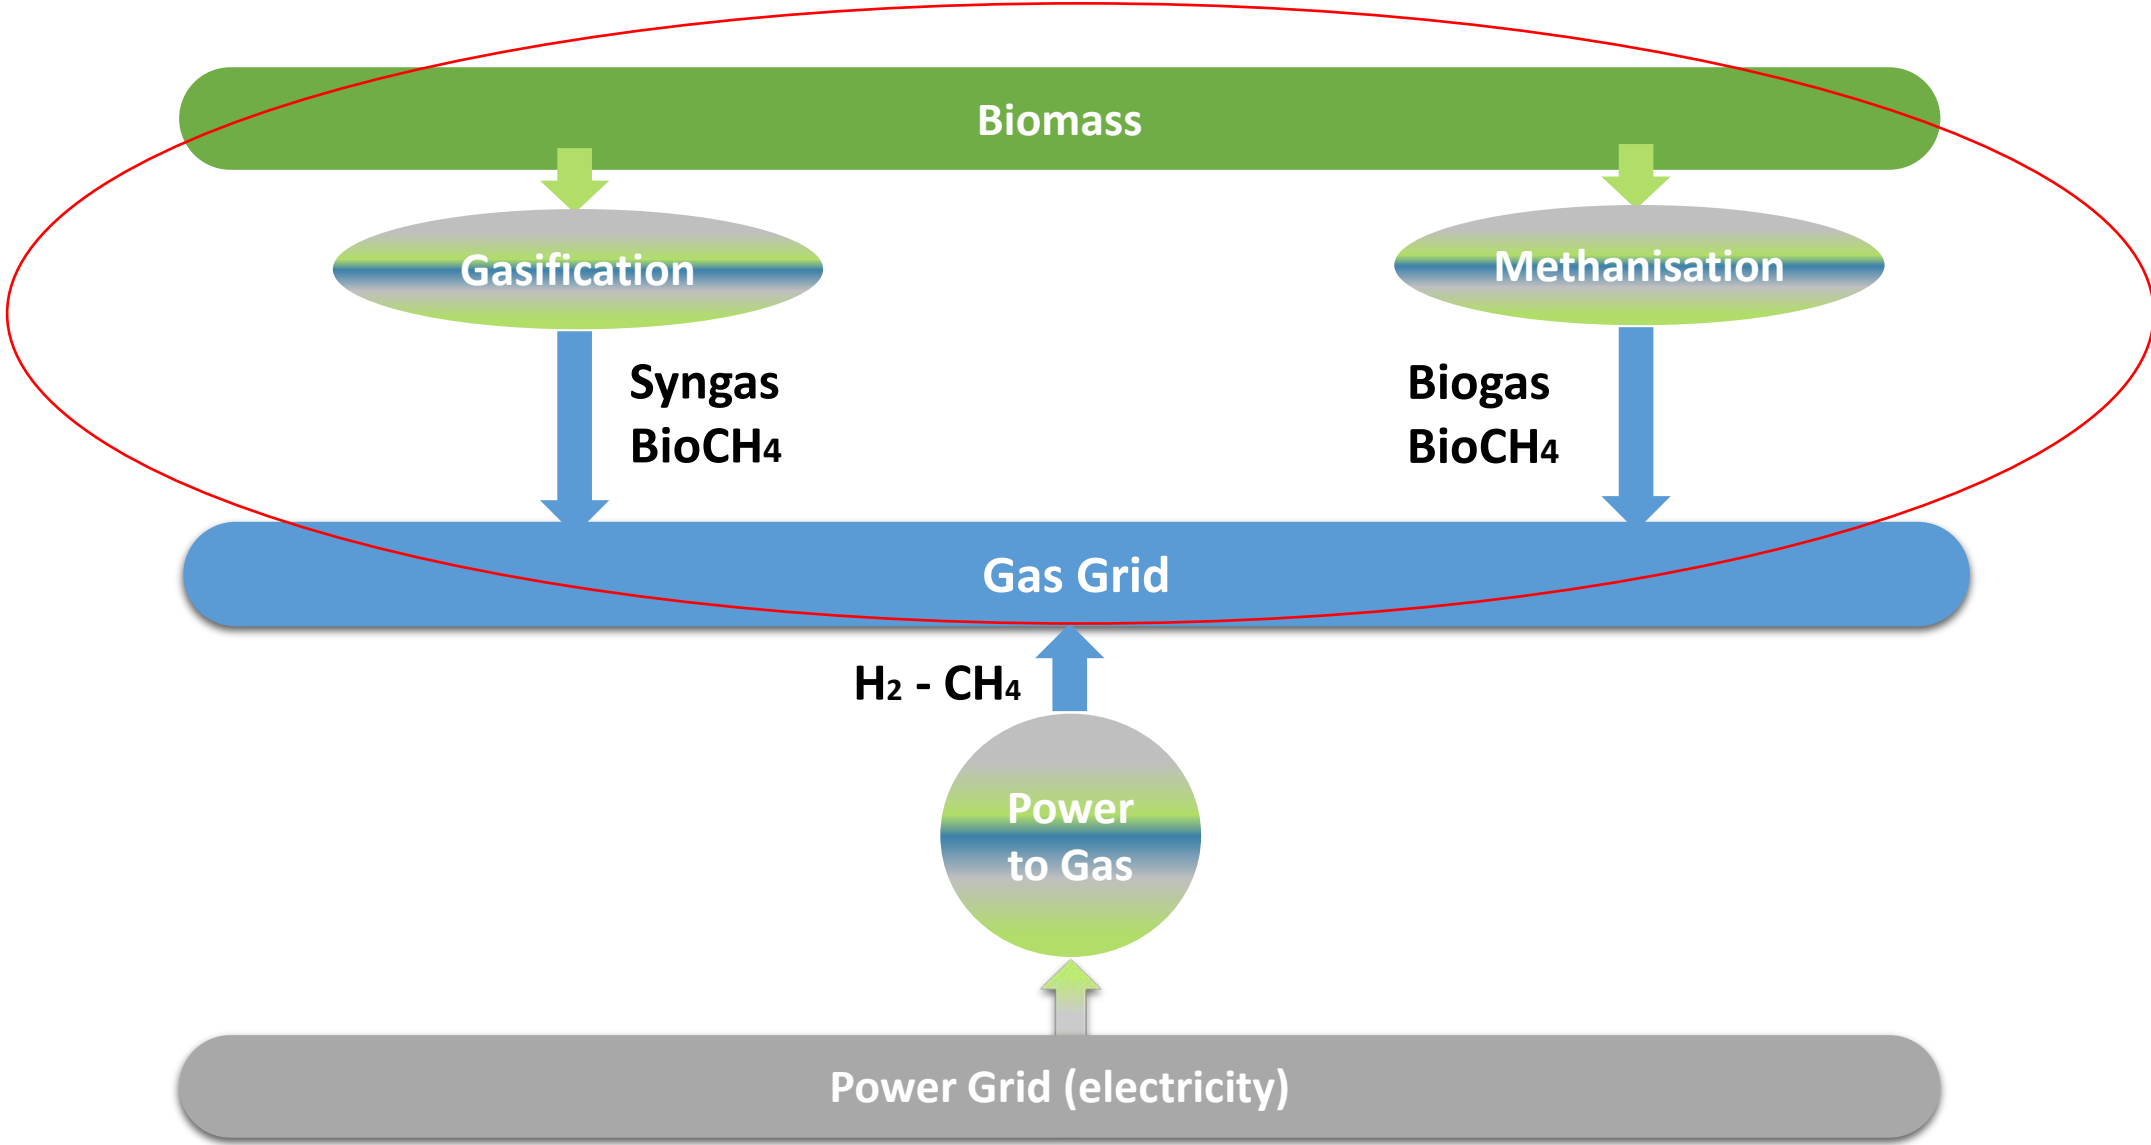 Biomass
Gasification
Methanisation
Syngas
BioCH₄
Biogas
BioCH₄
Gas Grid
H₂ - CH₄
Power
to Gas
Power Grid (electricity)